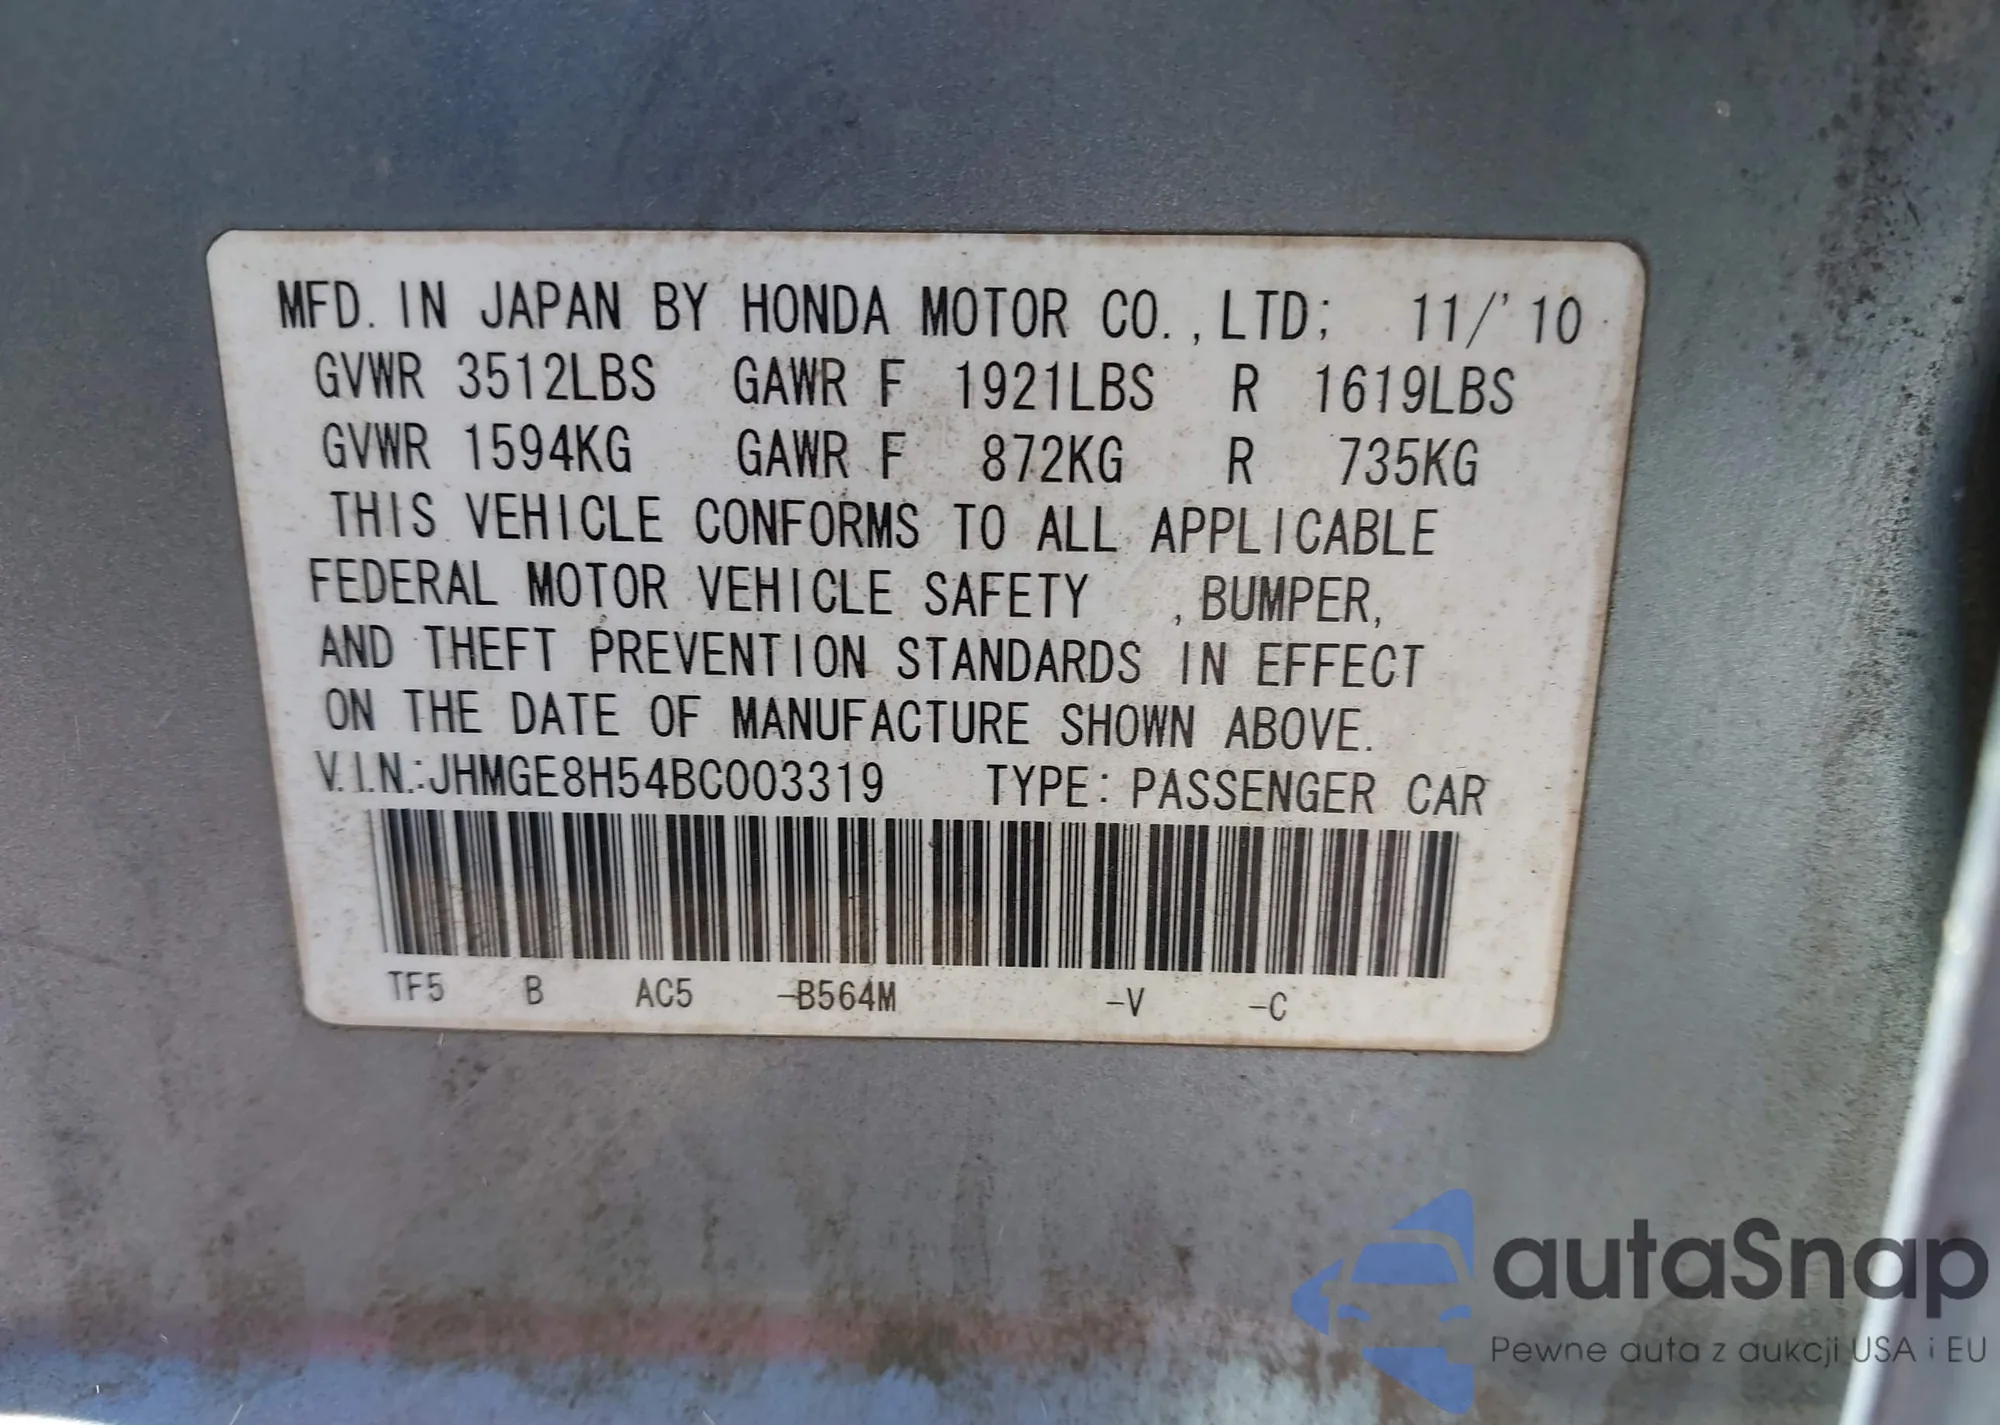 MFD. IN JAPAN BY HONDA MOTOR CO.,LTD; 11/'10
GVWR 3512LBS GAWR F 1921LBS R 1619LBS
GVWR 1594KG GAWR F 872KG R 735KG
THIS VEHICLE CONFORMS TO ALL APPLICABLE
FEDERAL MOTOR VEHICLE SAFETY ,BUMPER,
AND THEFT PREVENTION STANDARDS IN EFFECT
ON THE DATE OF MANUFACTURE SHOWN ABOVE.
V.I.N.:JHMGE8H54BC003319 TYPE: PASSENGER CAR
TF5 B AC5 -B564M -V -C
autaSnap
Pewne auta z aukcji USA i EU